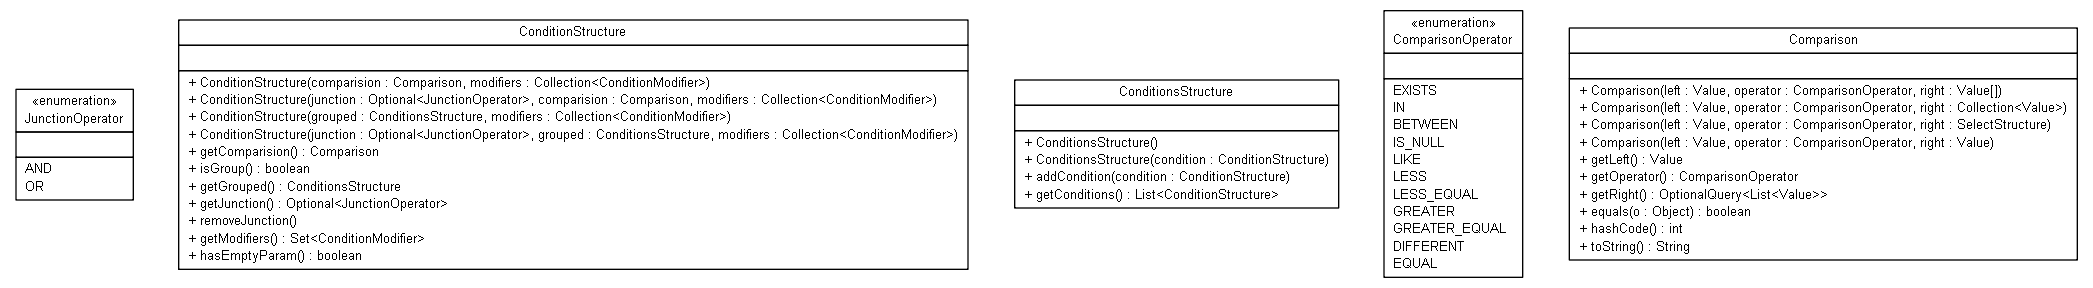 «enumeration»
JunctionOperator
AND
OR
ConditionStructure
+ ConditionStructure(comparision : Comparison, modifiers : Collection<ConditionModifier>)
+ ConditionStructure(junction : Optional<JunctionOperator>, comparision : Comparison, modifiers : Collection<ConditionModifier>)
+ ConditionStructure(grouped : ConditionsStructure, modifiers : Collection<ConditionModifier>)
+ ConditionStructure(junction : Optional<JunctionOperator>, grouped : ConditionsStructure, modifiers : Collection<ConditionModifier>)
+ getComparision() : Comparison
+ isGroup() : boolean
+ getGrouped() : ConditionsStructure
+ getJunction() : Optional<JunctionOperator>
+ removeJunction()
+ getModifiers() : Set<ConditionModifier>
+ hasEmptyParam() : boolean
ConditionsStructure
+ ConditionsStructure()
+ ConditionsStructure(condition : ConditionStructure)
+ addCondition(condition : ConditionStructure)
+ getConditions() : List<ConditionStructure>
«enumeration»
ComparisonOperator
EXISTS
IN
BETWEEN
IS_NULL
LIKE
LESS
LESS_EQUAL
GREATER
GREATER_EQUAL
DIFFERENT
EQUAL
Comparison
+ Comparison(left : Value, operator : ComparisonOperator, right : Value[])
+ Comparison(left : Value, operator : ComparisonOperator, right : Collection<Value>)
+ Comparison(left : Value, operator : ComparisonOperator, right : SelectStructure)
+ Comparison(left : Value, operator : ComparisonOperator, right : Value)
+ getLeft() : Value
+ getOperator() : ComparisonOperator
+ getRight() : OptionalQuery<List<Value>>
+ equals(o : Object) : boolean
+ hashCode() : int
+ toString() : String